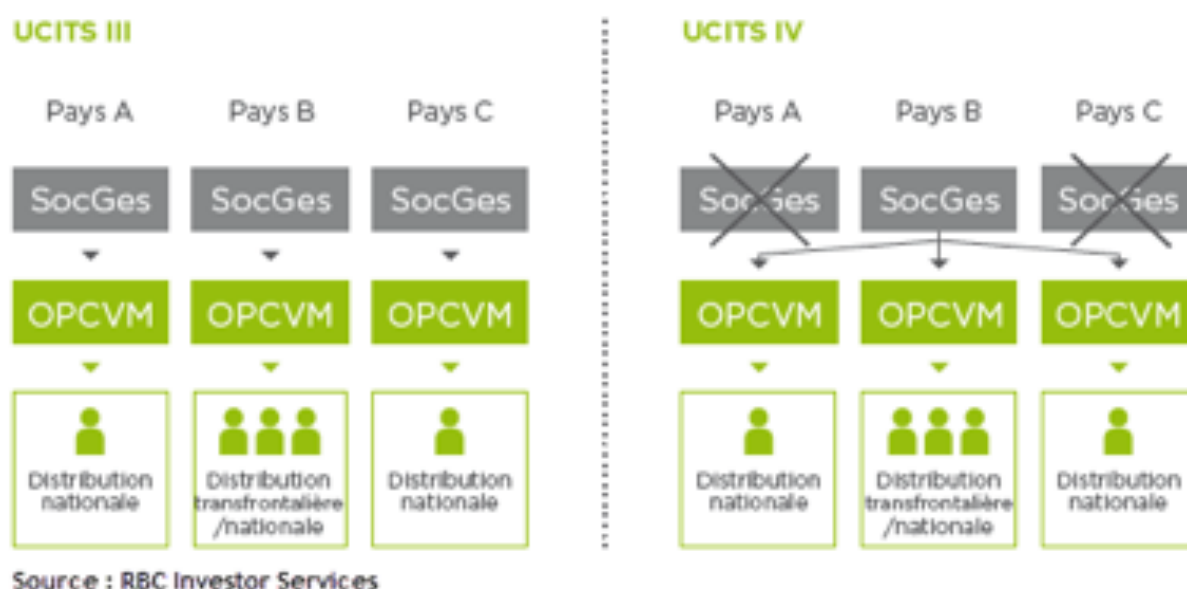 UCITS III
UCITS IV
Pays A
Pays B
Pays C
Pays A
Pays B
Pays C
SocGes
SocGes
SocGes
SocGes
SocGes
SocGes
OPCVM
OPCVM
OPCVM
OPCVM
OPCVM
OPCVM
Distribution
nationale
Distribution
transfrontalière
/nationale
Distribution
nationale
Distribution
nationale
Distribution
transfrontalière
/nationale
Distribution
nationale
Source : RBC Investor Services